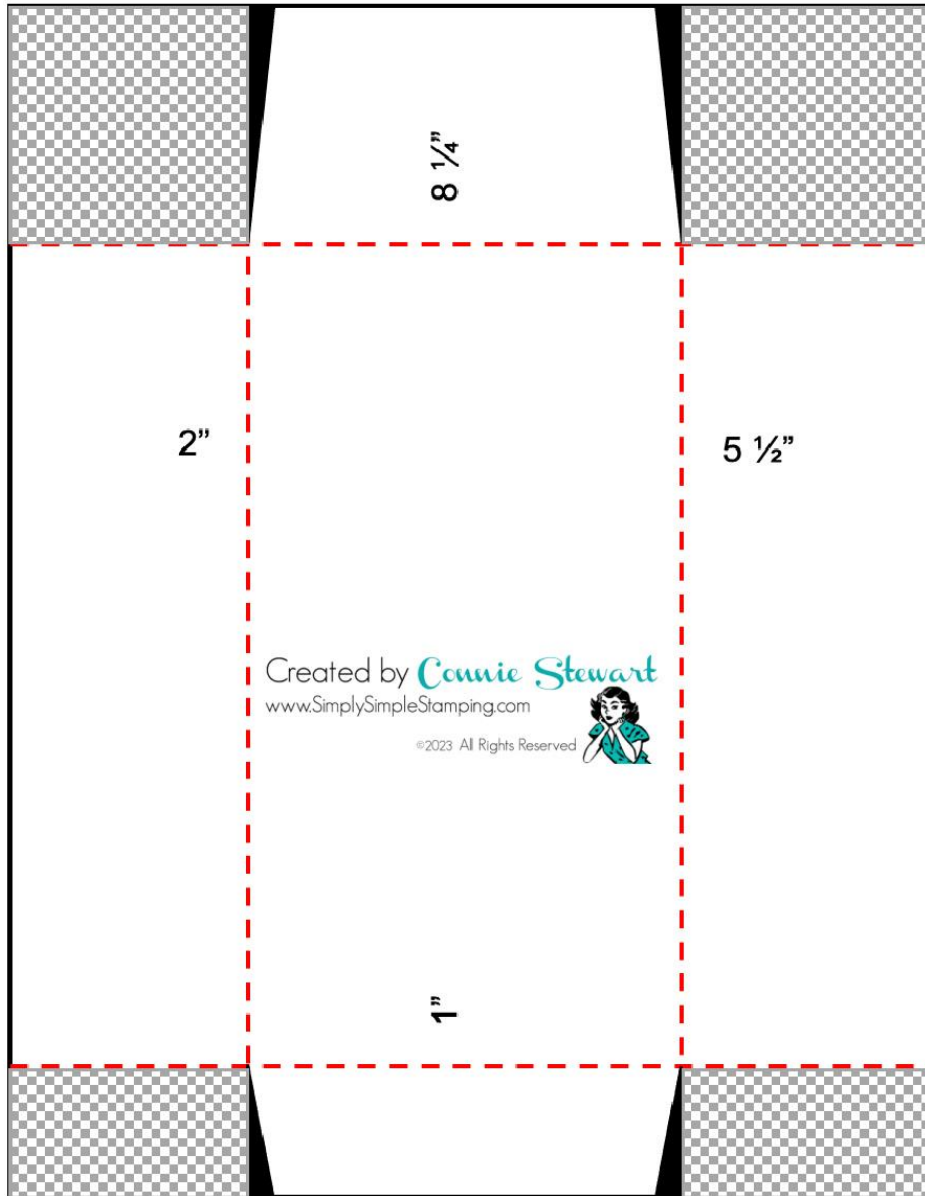 8 ¼”
2”
5 ½”
Created by Connie Stewart
www.SimplySimpleStamping.com
©2023 All Rights Reserved
1”